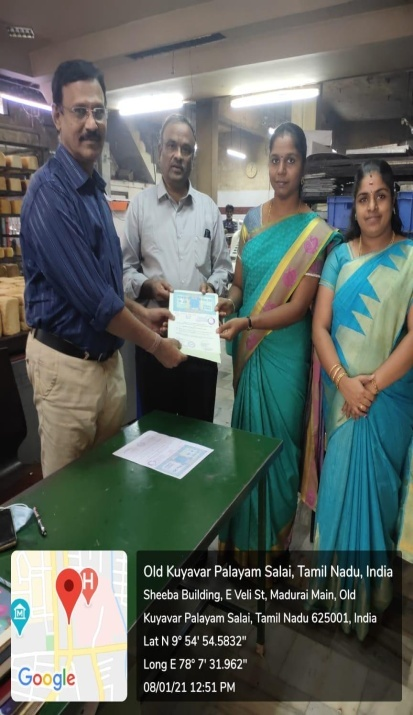 Old Kuyavar Palayam Salai, Tamil Nadu, India
Sheeba Building, E Veli St, Madurai Main, Old
Kuyavar Palayam Salai, Tamil Nadu 625001, India
Lat N 9° 54' 54.5832"
Long E 78° 7' 31.962"
08/01/21 12:51 PM
H
M
Google